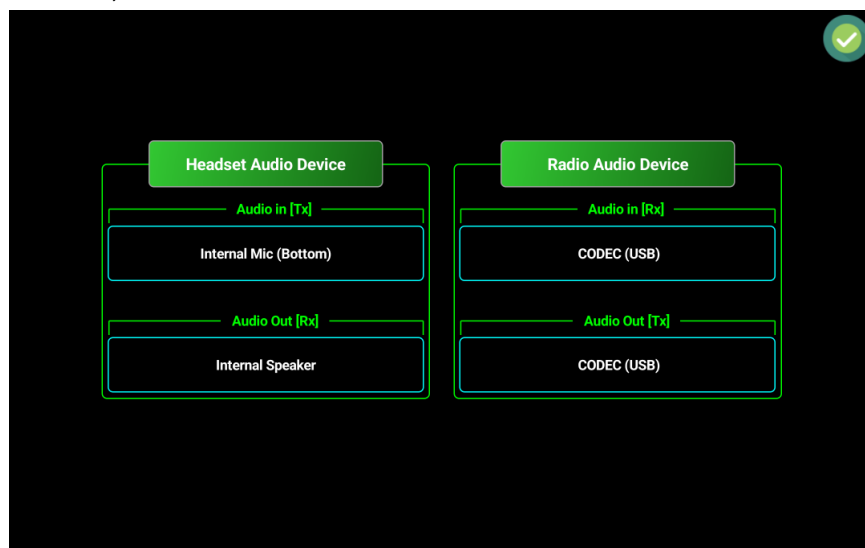 Headset Audio Device
Audio in [Tx]
Internal Mic (Bottom)
Audio Out [Rx]
Internal Speaker
Radio Audio Device
Audio in [Rx]
CODEC (USB)
Audio Out [Tx]
CODEC (USB)